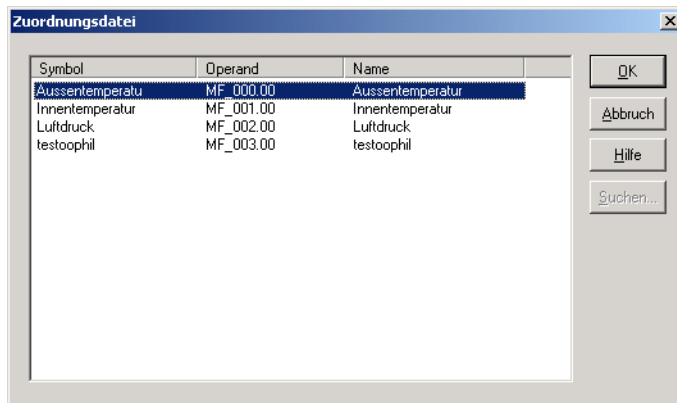 Zuordnungsdatei
Symbol Operand Name
Aussentemperatu MF_000.00 Aussentemperatur
Innentemperatur MF_001.00 Innentemperatur
Luftdruck MF_002.00 Luftdruck
testoophil MF_003.00 testoophil
OK
Abbruch
Hilfe
Suchen...